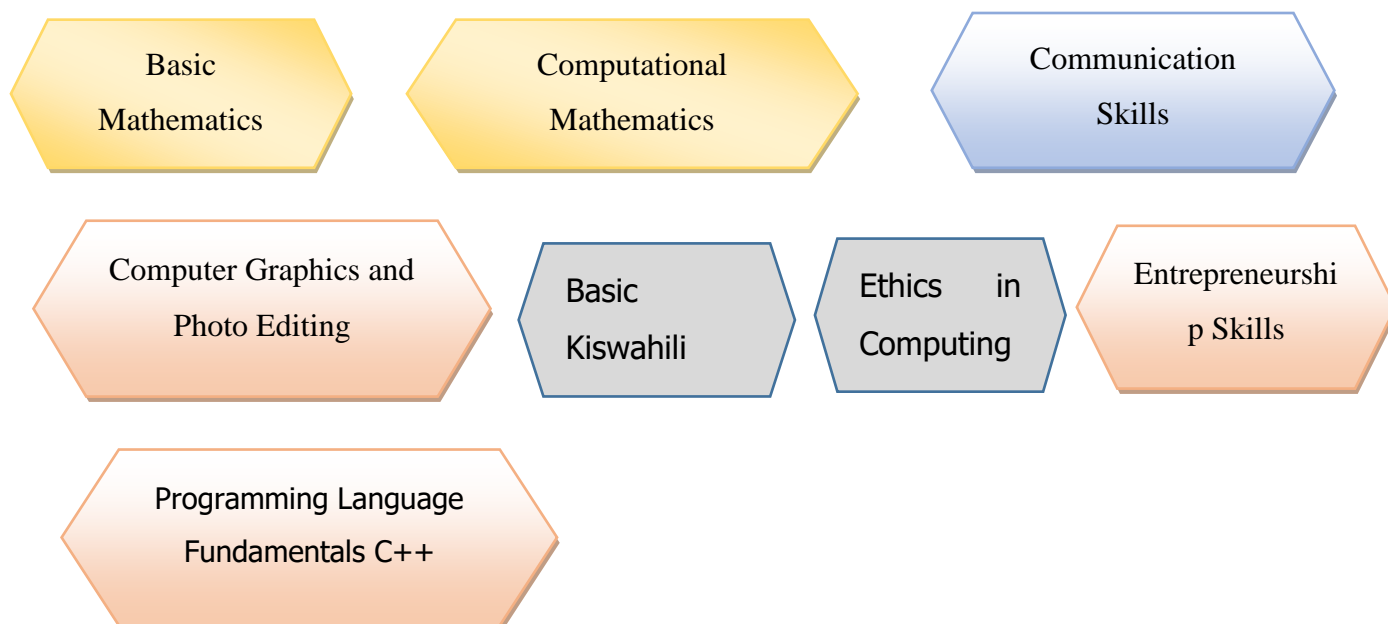 Basic
Mathematics
Computational
Mathematics
Communication
Skills
Computer Graphics and
Photo Editing
Basic
Kiswahili
Ethics in
Computing
Entrepreneurshi
p Skills
Programming Language
Fundamentals C++